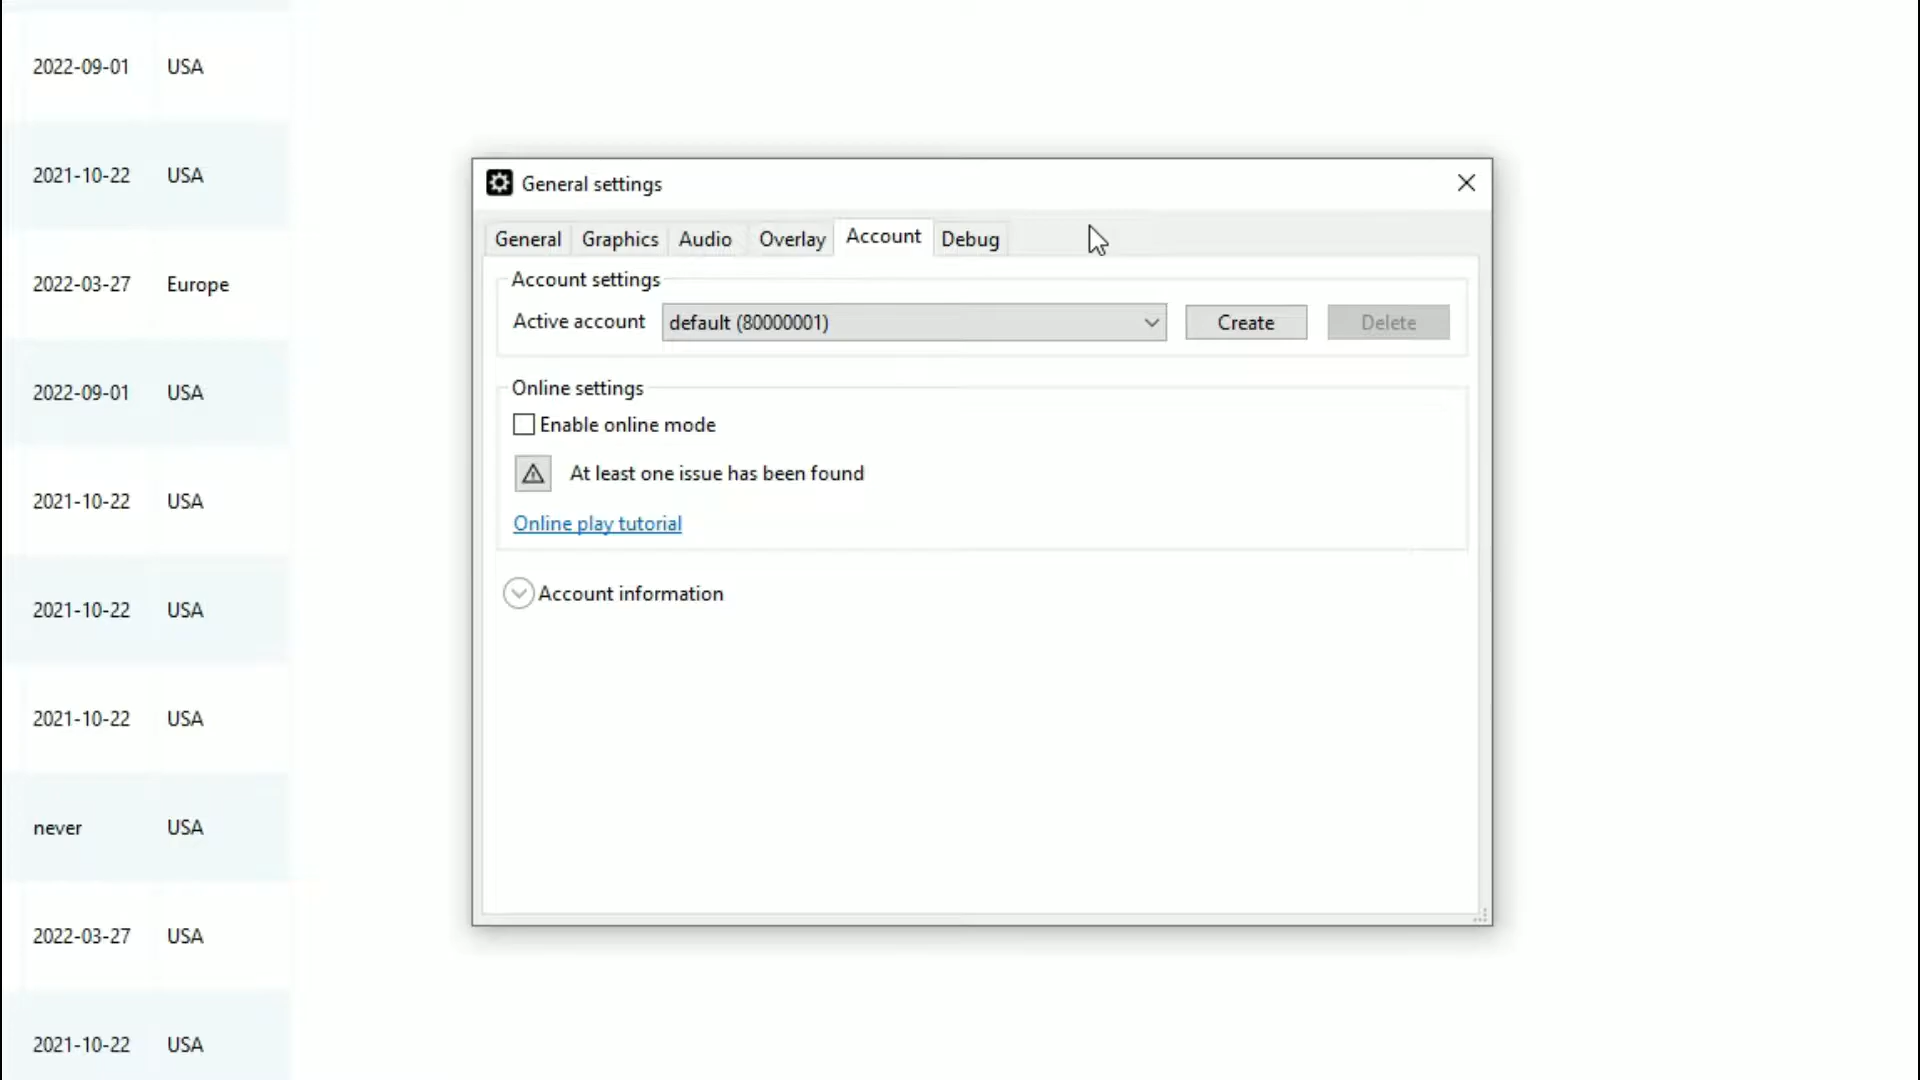 2022-09-01 USA
2021-10-22 USA
2022-03-27 Europe
2022-09-01 USA
2021-10-22 USA
2021-10-22 USA
2021-10-22 USA
never USA
2022-03-27 USA
2021-10-22 USA
General settings
General Graphics Audio Overlay Account Debug
Account settings
Active account default (80000001) Create Delete
Online settings
Enable online mode
At least one issue has been found
Online play tutorial
Account information